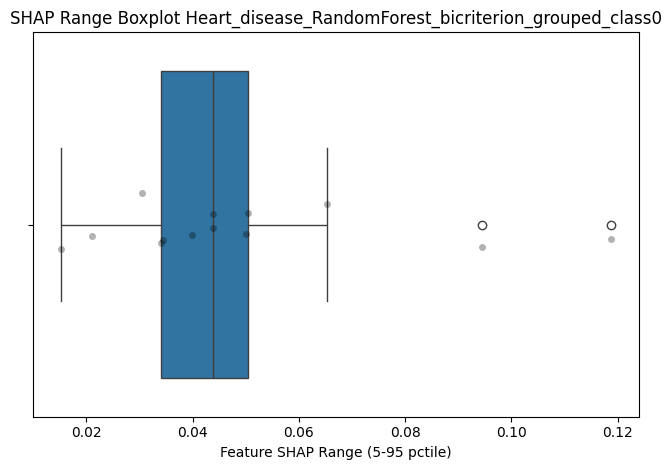 SHAP Range Boxplot Heart_disease_RandomForest_bicriterion_grouped_class0
0.02 0.04 0.06 0.08 0.10 0.12
Feature SHAP Range (5-95 pctile)